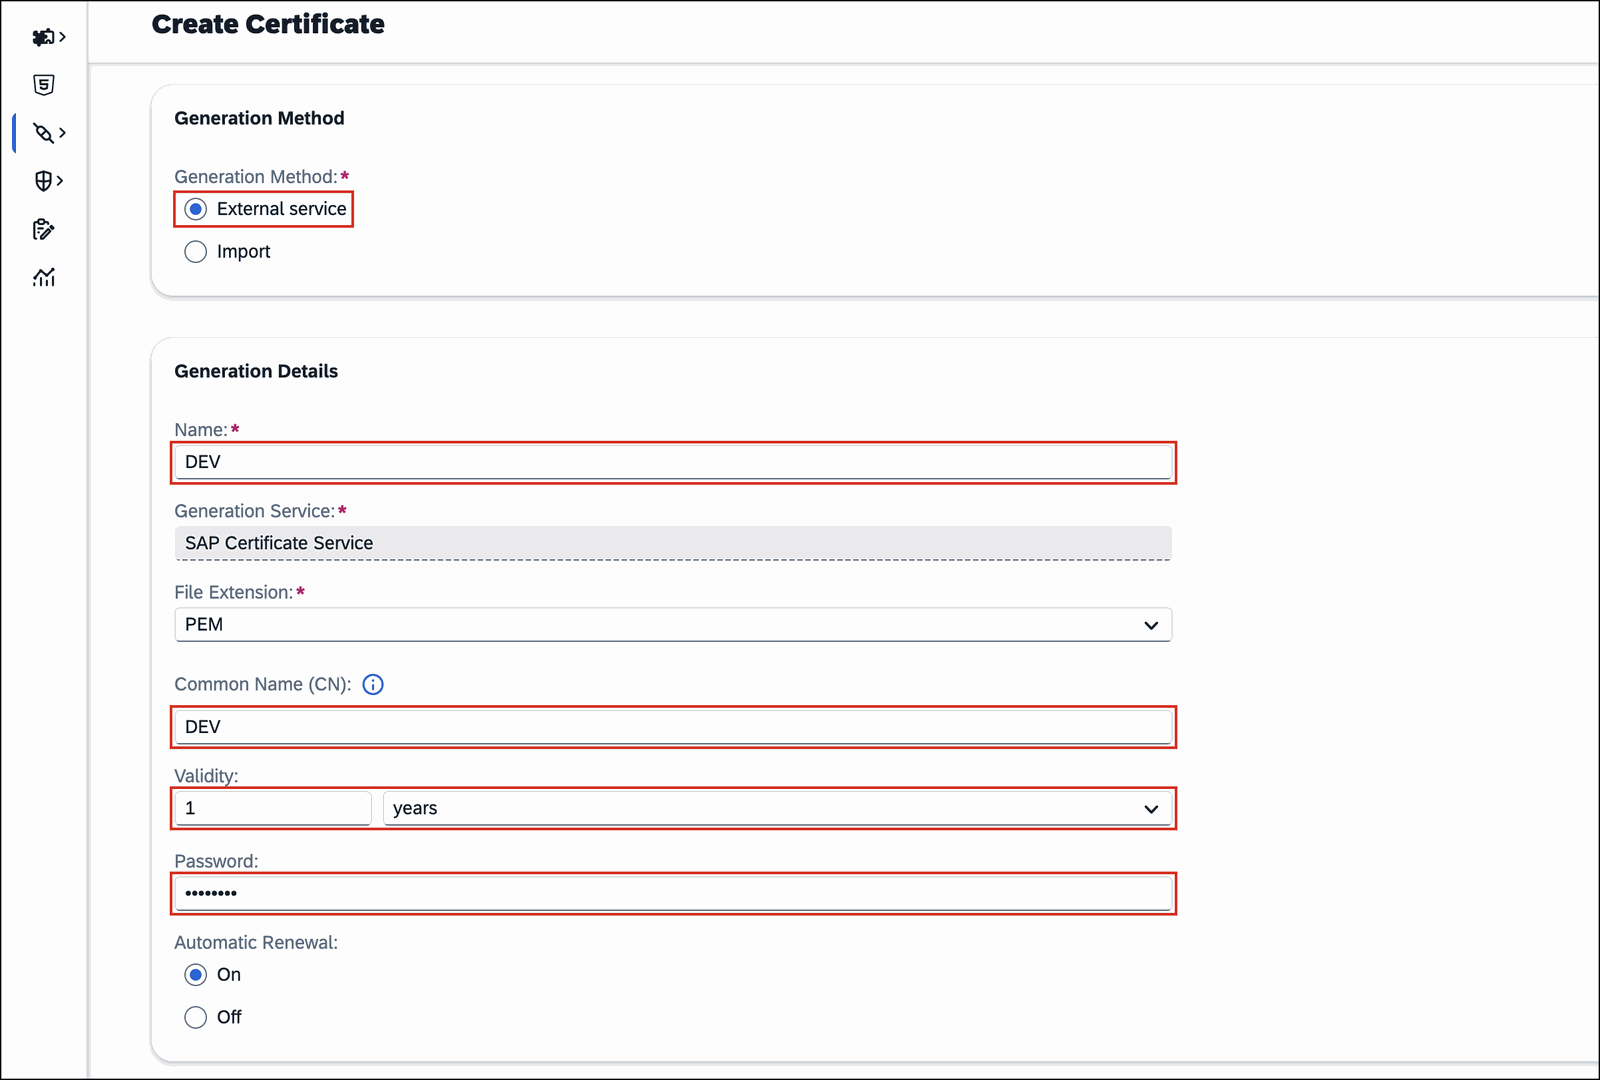 Create Certificate
Generation Method
Generation Method:*
External service
Import
Generation Details
Name:*
DEV
Generation Service:*
SAP Certificate Service
File Extension:*
PEM
Common Name (CN):
DEV
Validity:
1 years
Password:
••••••••
Automatic Renewal:
On
Off